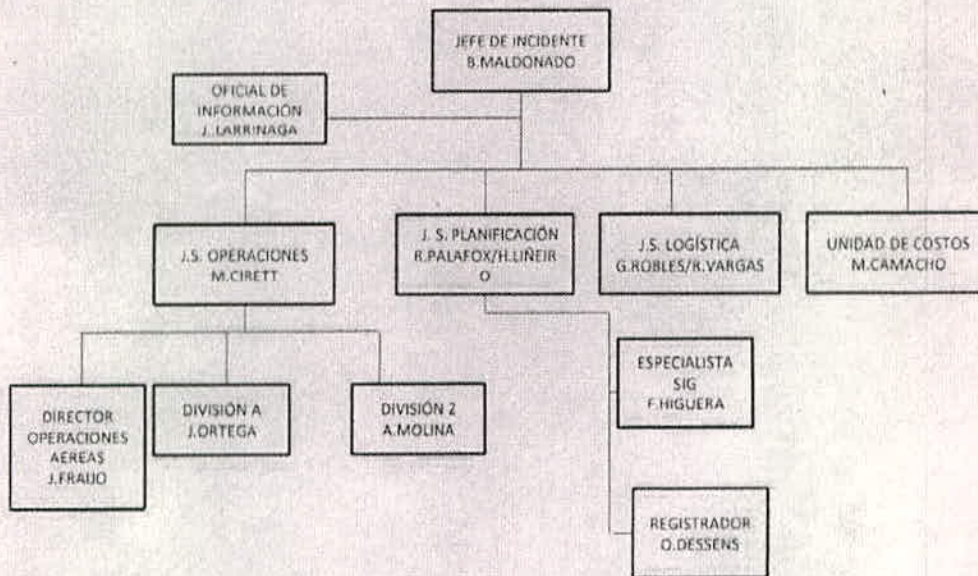 JEFE DE INCIDENTE
B.MALDONADO
OFICIAL DE
INFORMACIÓN
J. LARRINAGA
J.S. OPERACIONES
M.CIRETT
J. S. PLANIFICACIÓN
R.PALAFOX/H.LIÑEIR
O
J.S. LOGÍSTICA
G.ROBLES/R.VARGAS
UNIDAD DE COSTOS
M.CAMACHO
DIRECTOR
OPERACIONES
AEREAS
J.FRAIJO
DIVISIÓN A
J.ORTEGA
DIVISIÓN 2
A.MOLINA
ESPECIALISTA
SIG
F.HIGUERA
REGISTRADOR
O.DESSENS